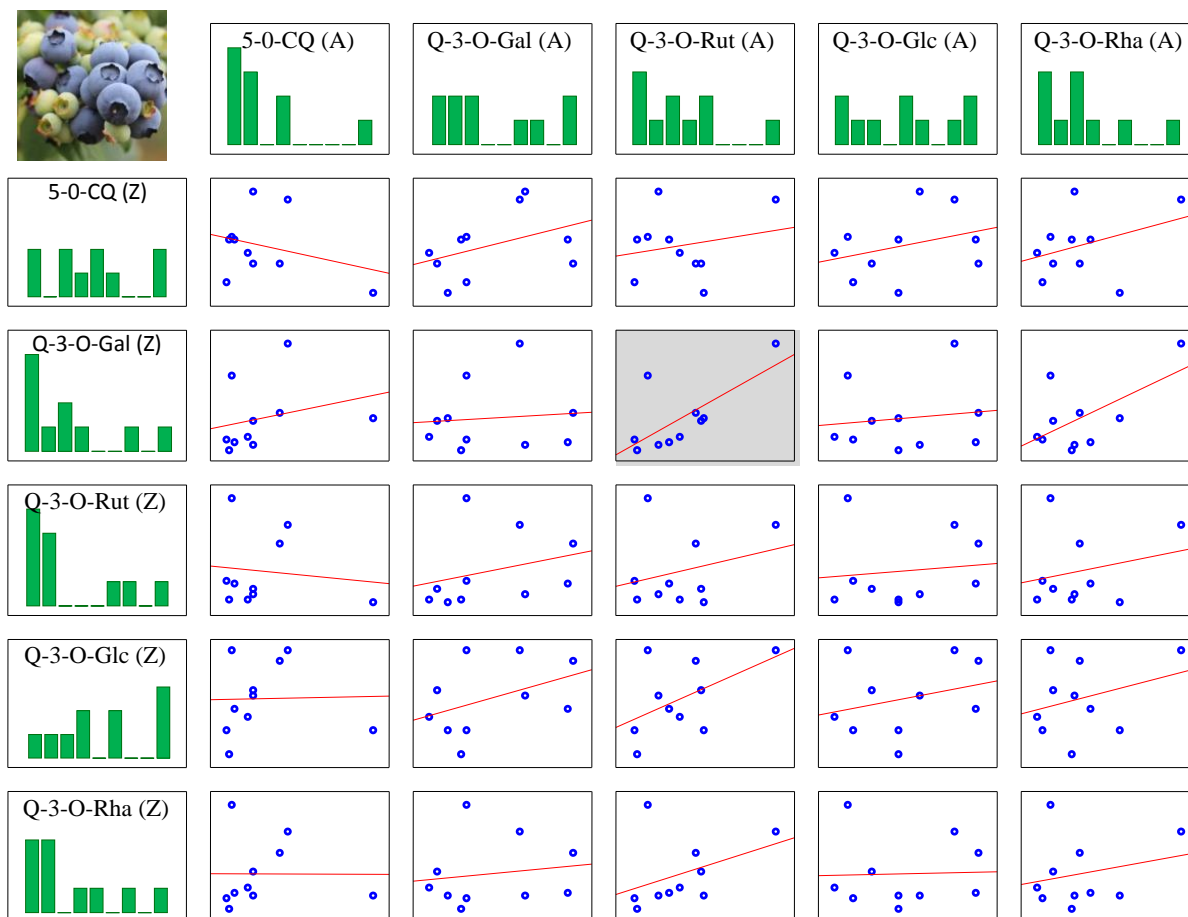 5-0-CQ (A)
Q-3-O-Gal (A)
Q-3-O-Rut (A)
Q-3-O-Glc (A)
Q-3-O-Rha (A)
5-0-CQ (Z)
Q-3-O-Gal (Z)
Q-3-O-Rut (Z)
Q-3-O-Glc (Z)
Q-3-O-Rha (Z)